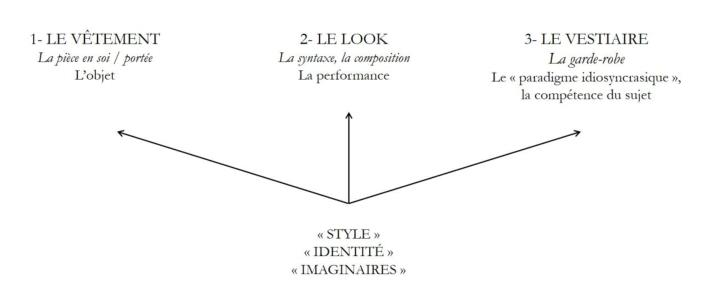 1- LE VÊTEMENT
La pièce en soi / portée
L’objet
2- LE LOOK
La syntaxe, la composition
La performance
3- LE VESTIAIRE
La garde-robe
Le « paradigme idiosyncrasique »,
la compétence du sujet
« STYLE »
« IDENTITÉ »
« IMAGINAIRES »